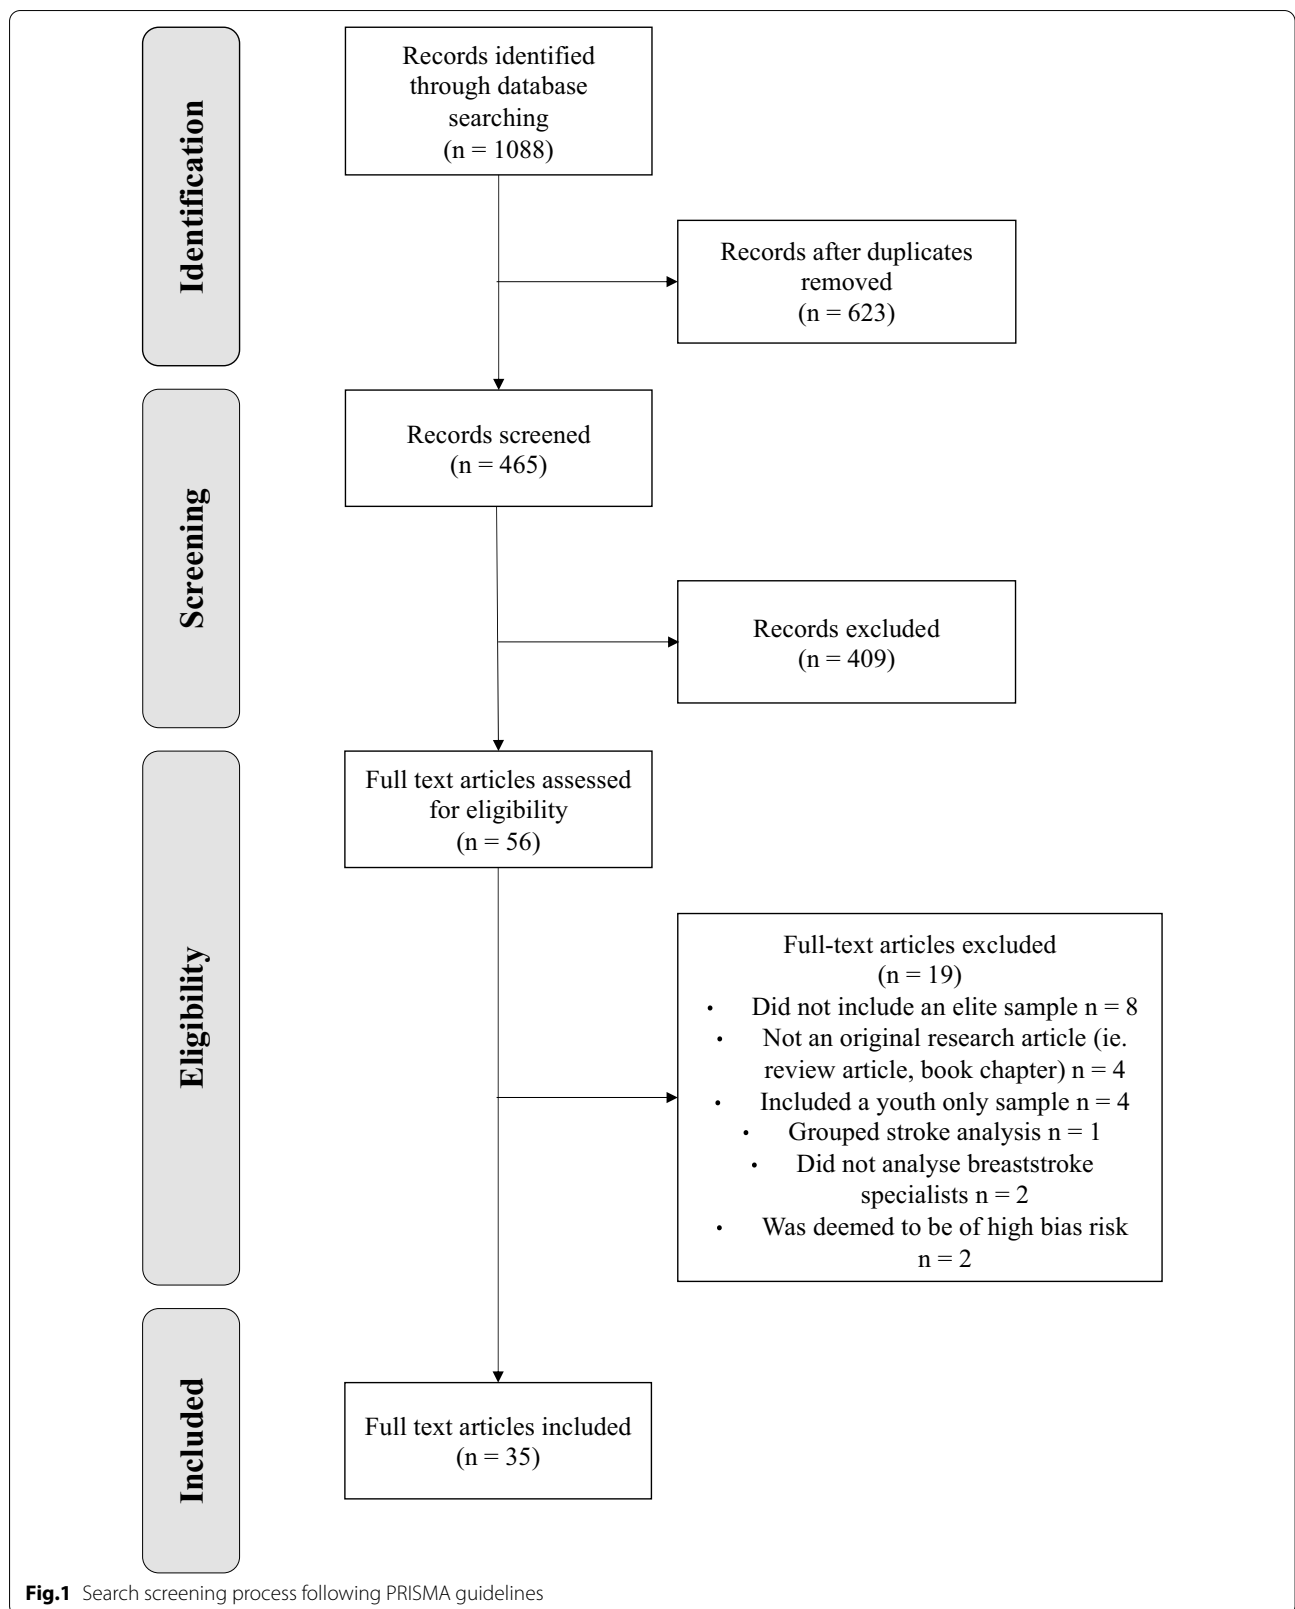 Identification
Records identified
through database
searching
(n = 1088)
Records after duplicates
removed
(n = 623)
Screening
Records screened
(n = 465)
Records excluded
(n = 409)
Eligibility
Full text articles assessed
for eligibility
(n = 56)
Full-text articles excluded
(n = 19)
• Did not include an elite sample n = 8
• Not an original research article (ie.
review article, book chapter) n = 4
• Included a youth only sample n = 4
• Grouped stroke analysis n = 1
• Did not analyse breaststroke
specialists n = 2
• Was deemed to be of high bias risk
n = 2
Included
Full text articles included
(n = 35)
Fig.1 Search screening process following PRISMA guidelines